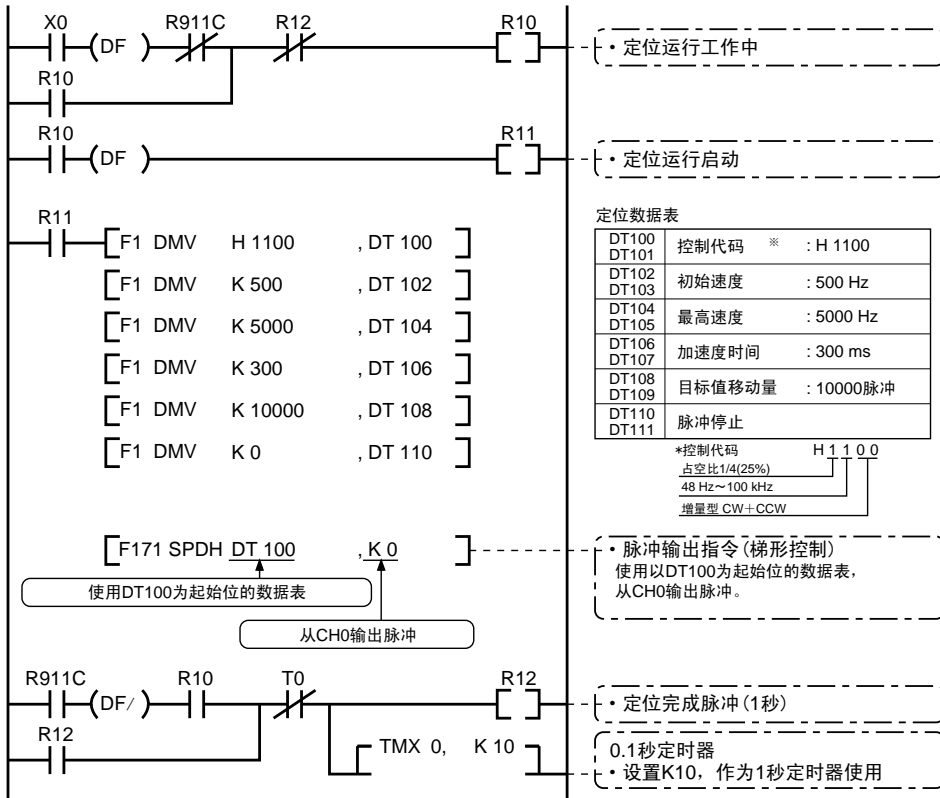 X0 R911C R12 R10
(DF )
・定位运行工作中
R10
R10 R11
(DF )
・定位运行启动
R11
F1 DMV H 1100 , DT 100
F1 DMV K 500 , DT 102
F1 DMV K 5000 , DT 104
F1 DMV K 300 , DT 106
F1 DMV K 10000 , DT 108
F1 DMV K 0 , DT 110
定位数据表
DT100
DT101
控制代码 ※ : H 1100
DT102
DT103
初始速度 : 500 Hz
DT104
DT105
最高速度 : 5000 Hz
DT106
DT107
加速度时间 : 300 ms
DT108
DT109
目标值移动量 : 10000脉冲
DT110
DT111
脉冲停止
*控制代码 H 1 1 0 0
占空比1/4(25%)
48 Hz～100 kHz
增量型 CW＋CCW
F171 SPDH DT 100 , K 0
使用DT100为起始位的数据表
从CH0输出脉冲
・脉冲输出指令(梯形控制)
使用以DT100为起始位的数据表，
从CH0输出脉冲。
R911C R10 T0 R12
(DF/ )
・定位完成脉冲(1秒)
R12
TMX 0, K 10
0.1秒定时器
・设置K10，作为1秒定时器使用